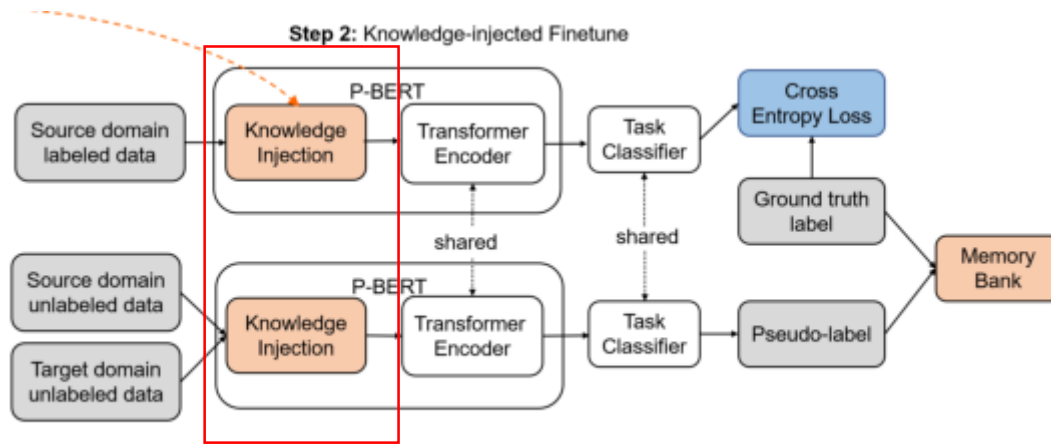 Step 2: Knowledge-injected Finetune
P-BERT
Source domain
labeled data
Knowledge
Injection
Transformer
Encoder
Task
Classifier
Cross
Entropy Loss
Ground truth
label
shared
shared
Memory
Bank
P-BERT
Source domain
unlabeled data
Target domain
unlabeled data
Knowledge
Injection
Transformer
Encoder
Task
Classifier
Pseudo-label